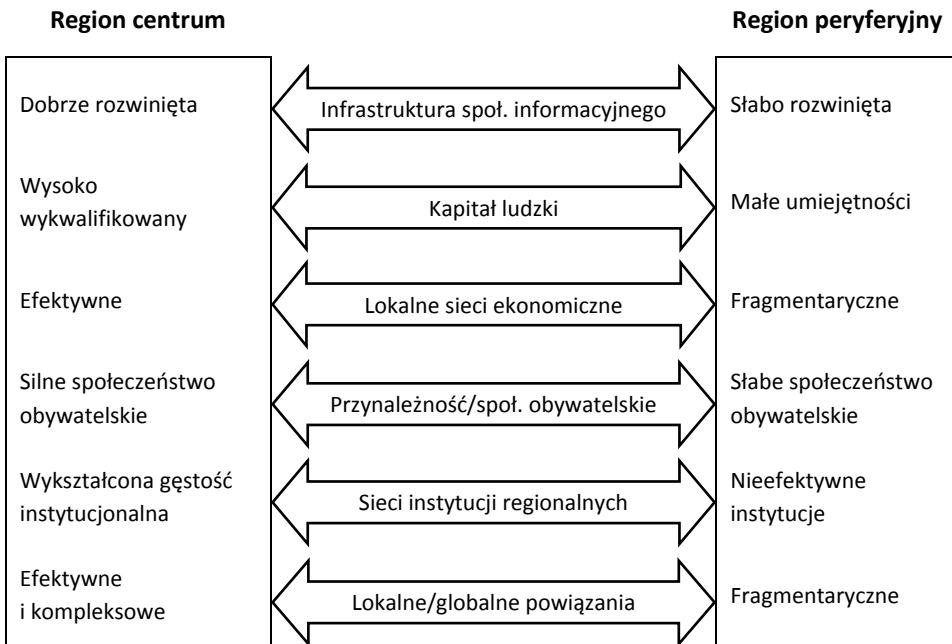 Region centrum
Region peryferyjny
Dobrze rozwinięta
Infrastruktura społ. informacyjnego
Słabo rozwinięta
Wysoko
wykwalifikowany
Kapitał ludzki
Małe umiejętności
Efektywne
Lokalne sieci ekonomiczne
Fragmentaryczne
Silne społeczeństwo
obywatelskie
Przynależność/społ. obywatelskie
Słabe społeczeństwo
obywatelskie
Wykształcona gęstość
instytucjonalna
Sieci instytucji regionalnych
Nieefektywne
instytucje
Efektywne
i kompleksowe
Lokalne/globalne powiązania
Fragmentaryczne